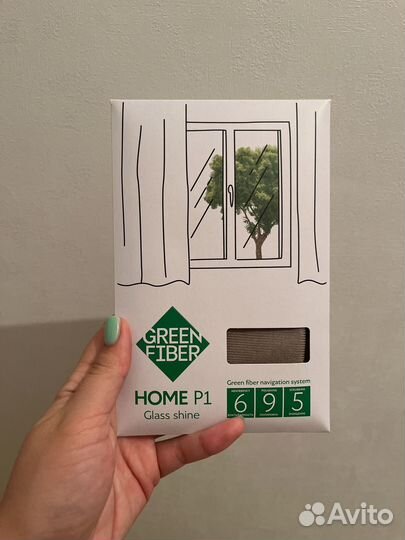 GREEN
FIBER
HOME P1
Glass shine
Green fiber navigation system
6 9 5
Avito